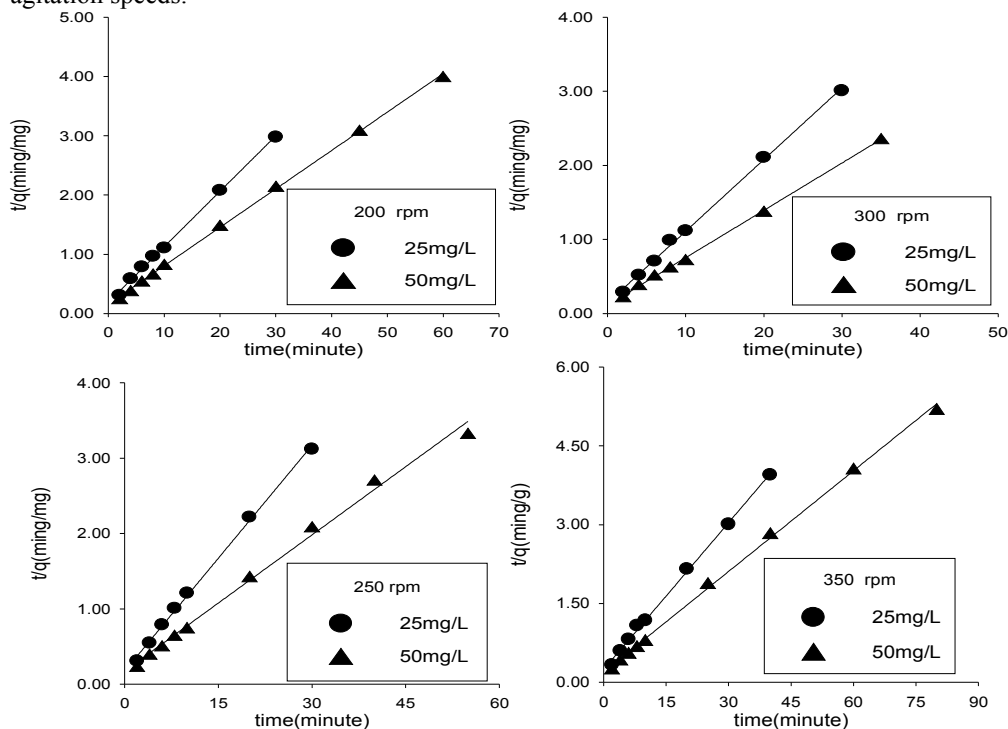 agitation speeds.
5.00
4.00
3.00
2.00
1.00
0.00
t/q(ming/mg)
0 10 20 30 40 50 60 70
time(minute)
200 rpm
25mg/L
50mg/L
4.00
3.00
2.00
1.00
0.00
t/q(ming/mg)
0 10 20 30 40 50
time(minute)
300 rpm
25mg/L
50mg/L
4.00
3.00
2.00
1.00
0.00
t/q(ming/mg)
0 15 30 45 60
time(minute)
250 rpm
25mg/L
50mg/L
6.00
4.50
3.00
1.50
0.00
t/q(ming/g)
0 15 30 45 60 75 90
time(minute)
350 rpm
25mg/L
50mg/L